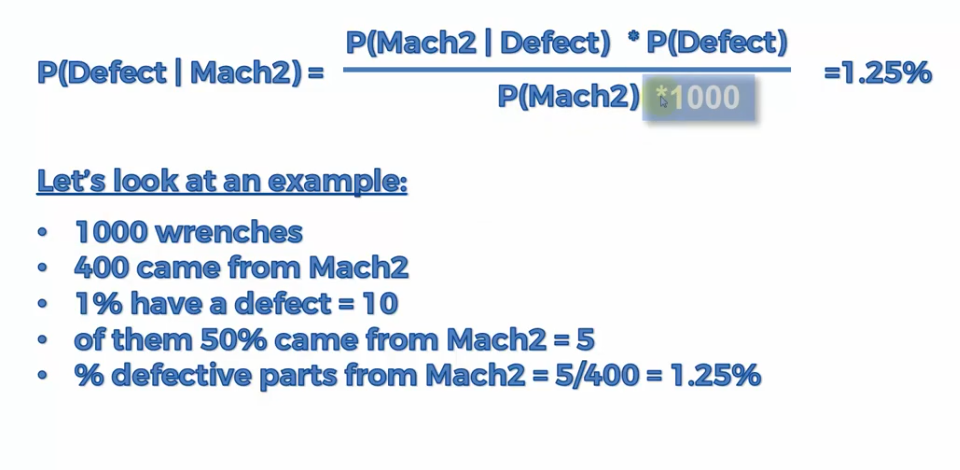 P(Mach2 | Defect) * P(Defect)
P(Defect | Mach2) = =1.25%
P(Mach2) *1000
Let's look at an example:
• 1000 wrenches
• 400 came from Mach2
• 1% have a defect = 10
• of them 50% came from Mach2 = 5
• % defective parts from Mach2 = 5/400 = 1.25%